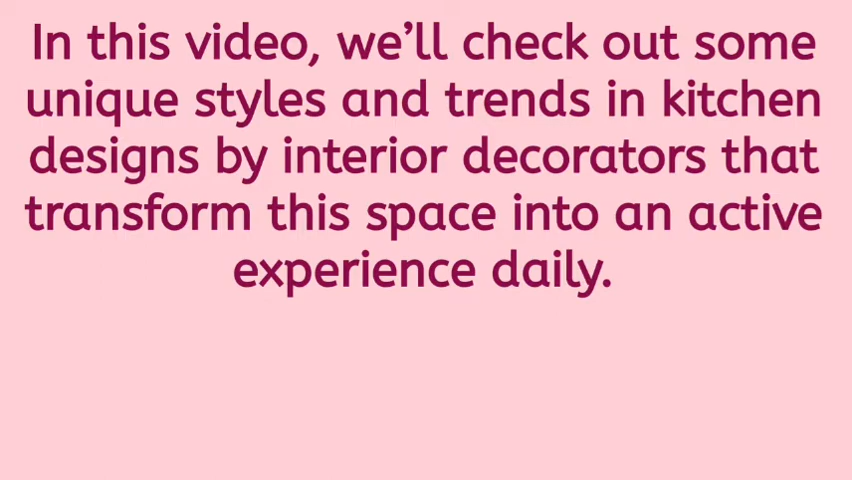 In this video, we’ll check out some
unique styles and trends in kitchen
designs by interior decorators that
transform this space into an active
experience daily.